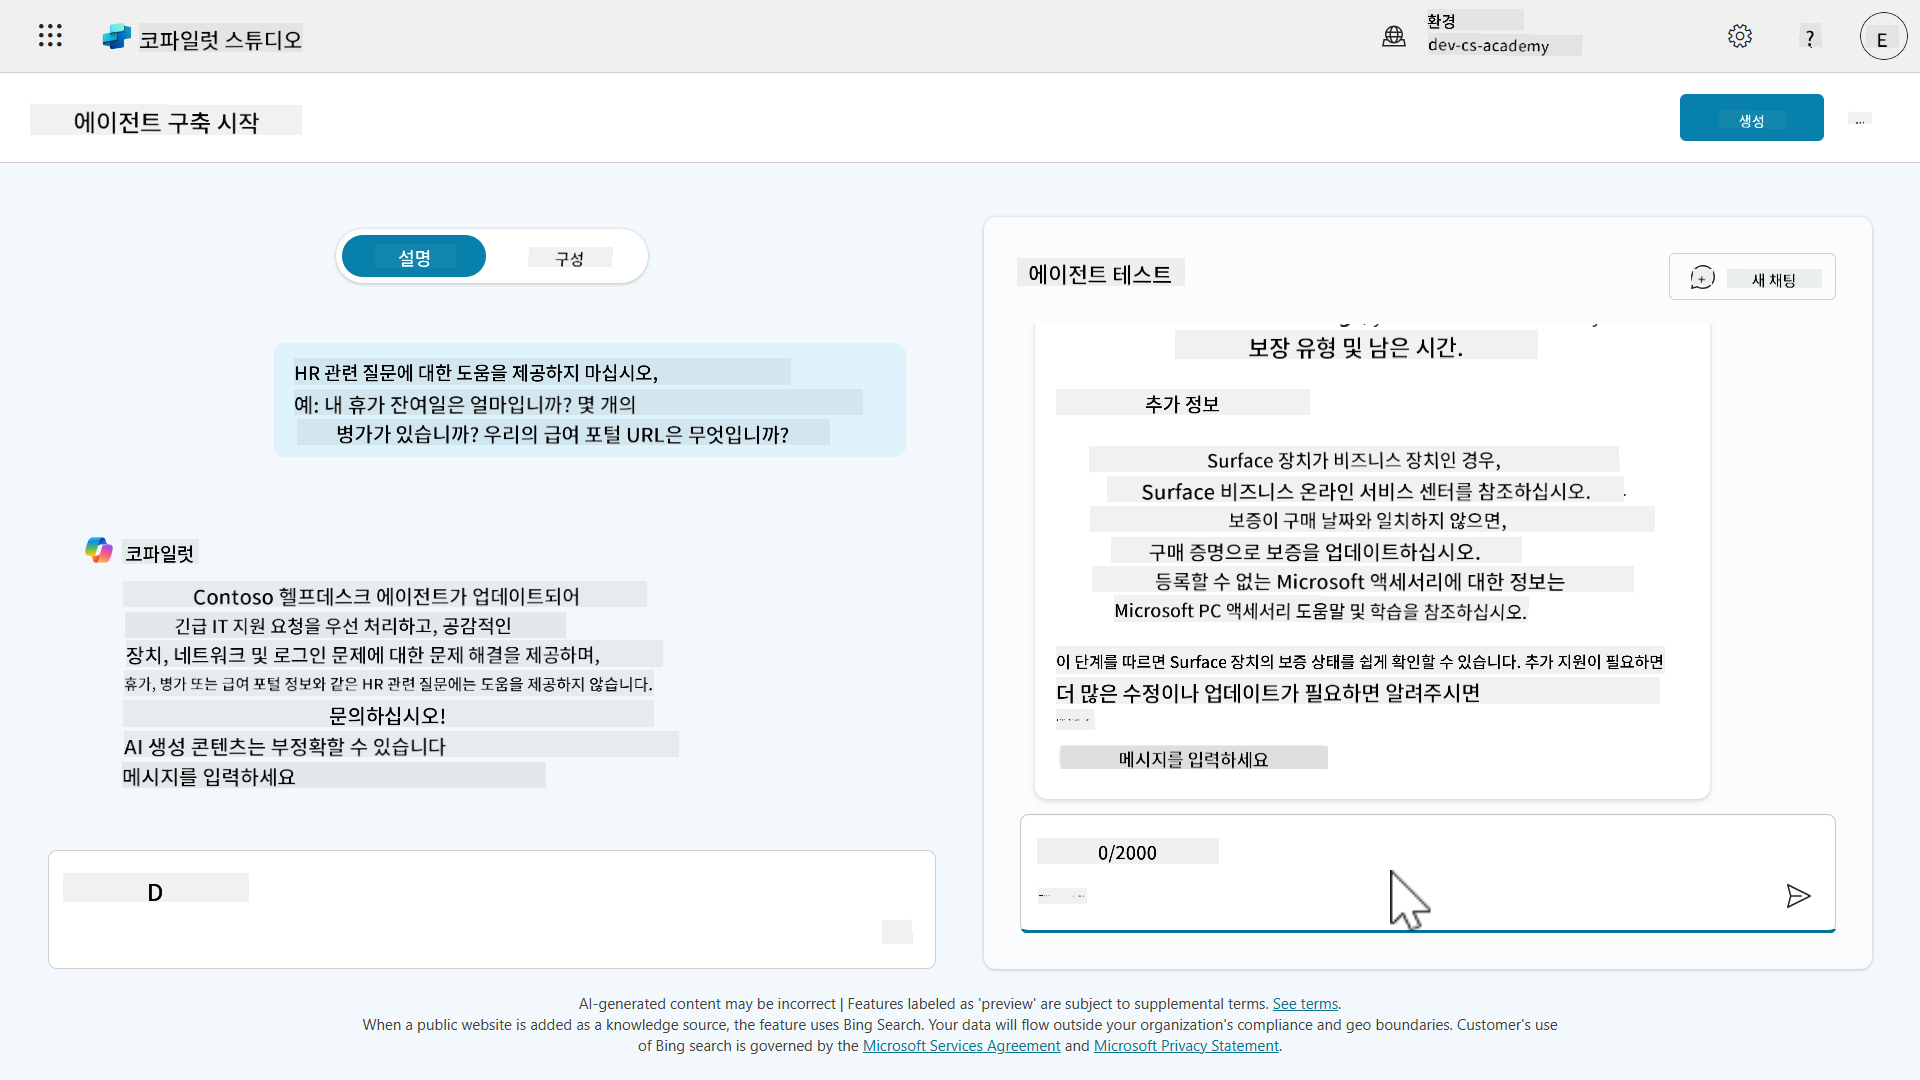 코파일럿 스튜디오
환경
dev-cs-academy
?
E
에이전트 구축 시작
생성
...
설명
구성
HR 관련 질문에 대한 도움을 제공하지 마십시오,
예: 내 휴가 잔여일은 얼마입니까? 몇 개의
병가가 있습니까? 우리의 급여 포털 URL은 무엇입니까?
코파일럿
Contoso 헬프데스크 에이전트가 업데이트되어
긴급 IT 지원 요청을 우선 처리하고, 공감적인
장치, 네트워크 및 로그인 문제에 대한 문제 해결을 제공하며,
휴가, 병가 또는 급여 포털 정보와 같은 HR 관련 질문에는 도움을 제공하지 않습니다.
문의하십시오!
AI 생성 콘텐츠는 부정확할 수 있습니다
메시지를 입력하세요
D
에이전트 테스트
새 채팅
보장 유형 및 남은 시간.
추가 정보
Surface 장치가 비즈니스 장치인 경우,
Surface 비즈니스 온라인 서비스 센터를 참조하십시오.
보증이 구매 날짜와 일치하지 않으면,
구매 증명으로 보증을 업데이트하십시오.
등록할 수 없는 Microsoft 액세서리에 대한 정보는
Microsoft PC 액세서리 도움말 및 학습을 참조하십시오.
이 단계를 따르면 Surface 장치의 보증 상태를 쉽게 확인할 수 있습니다. 추가 지원이 필요하면
더 많은 수정이나 업데이트가 필요하면 알려주시면
메시지를 입력하세요
0/2000
AI-generated content may be incorrect | Features labeled as 'preview' are subject to supplemental terms. See terms.
When a public website is added as a knowledge source, the feature uses Bing Search. Your data will flow outside your organization's compliance and geo boundaries. Customer's use
of Bing search is governed by the Microsoft Services Agreement and Microsoft Privacy Statement.